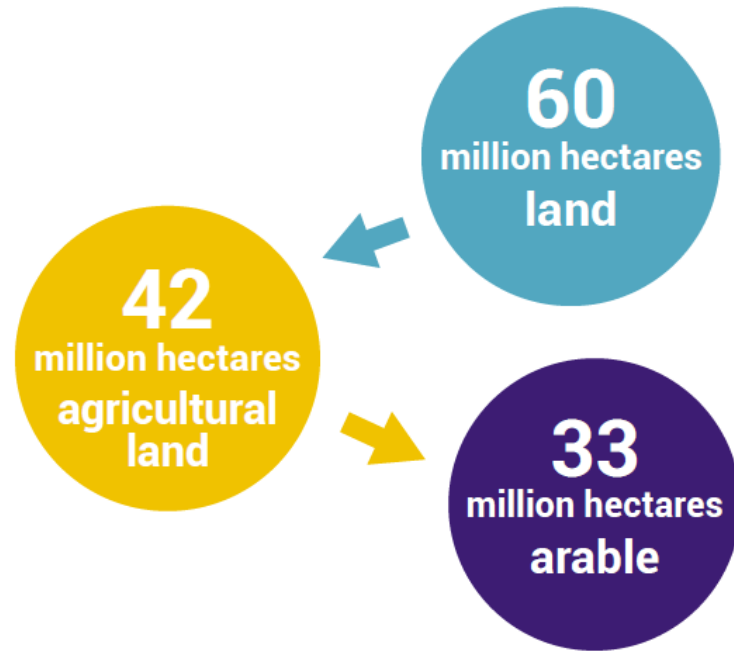 60
million hectares
land
42
million hectares
agricultural
land
33
million hectares
arable